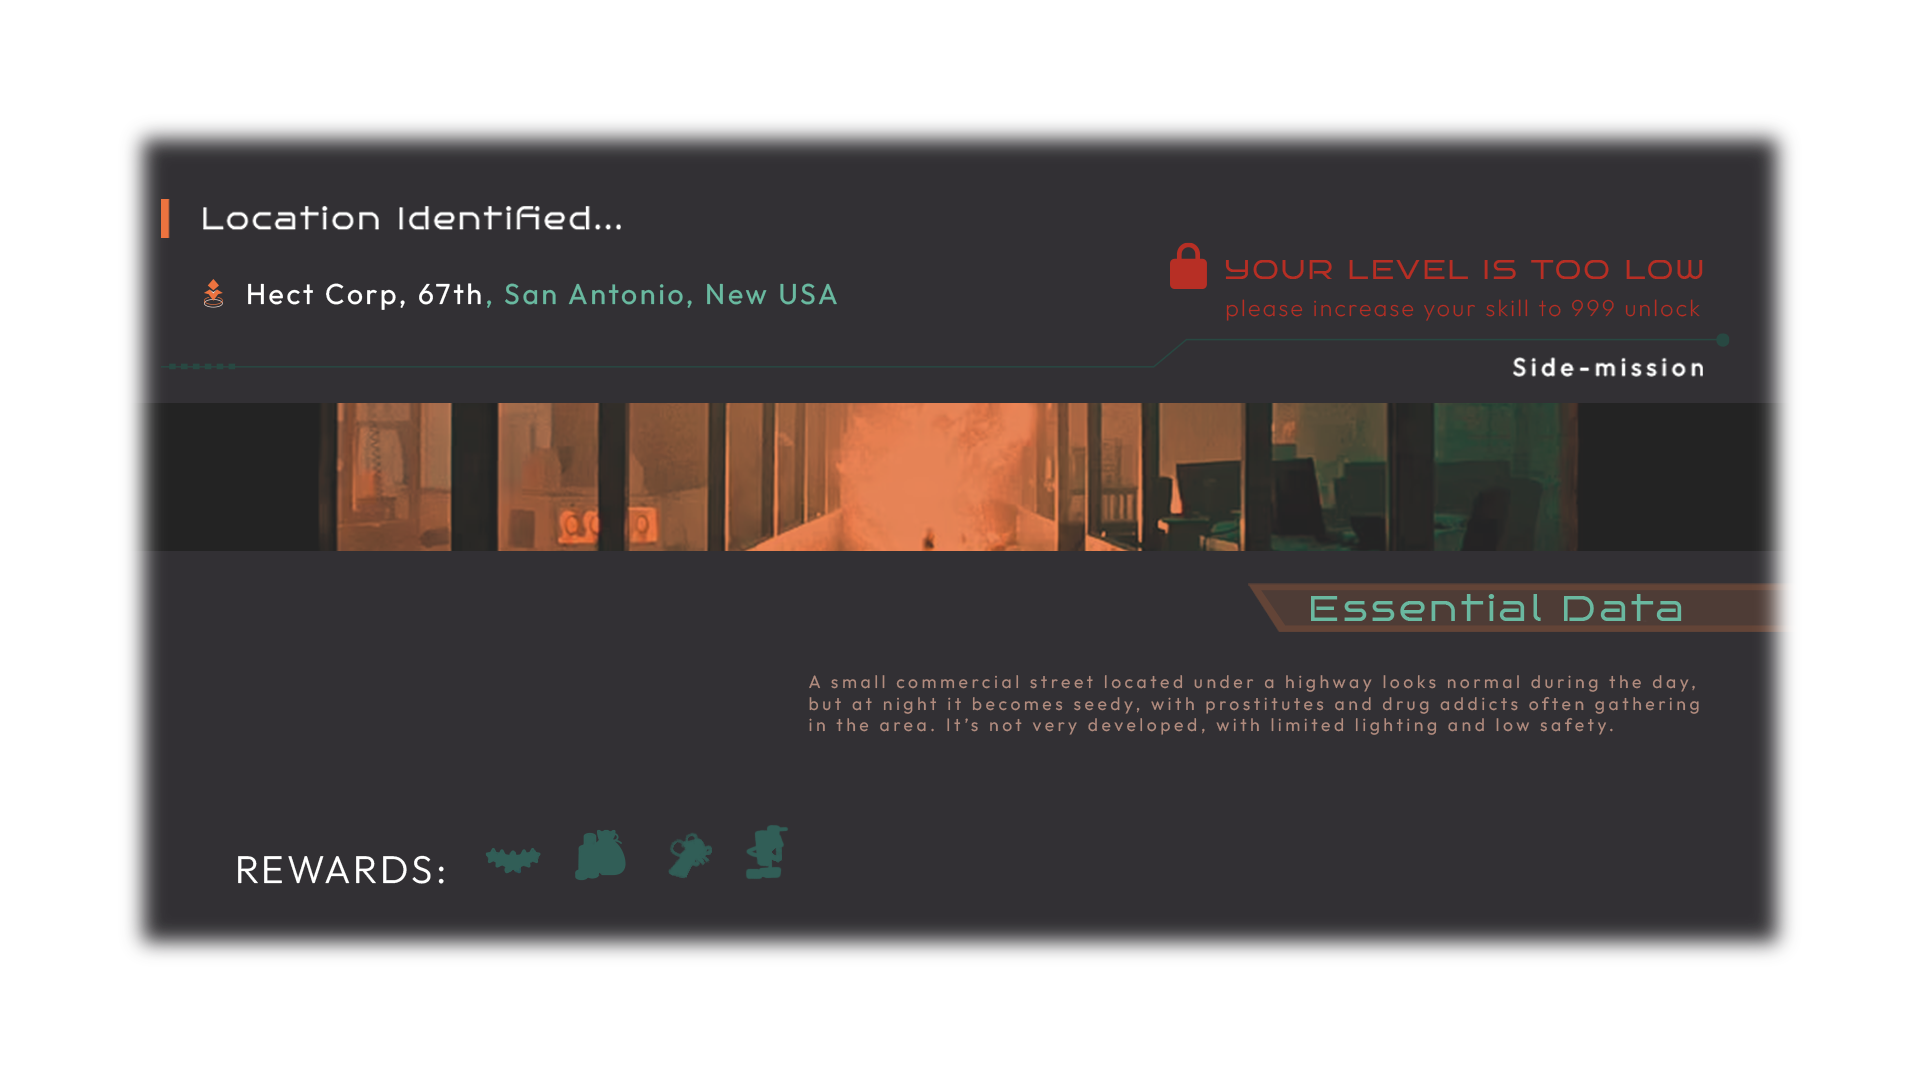 Location Identified...
Hect Corp, 67th, San Antonio, New USA
YOUR LEVEL IS TOO LOW
please increase your skill to 999 unlock
Side-mission
Essential Data
A small commercial street located under a highway looks normal during the day,
but at night it becomes seedy, with prostitutes and drug addicts often gathering
in the area. It’s not very developed, with limited lighting and low safety.
REWARDS: